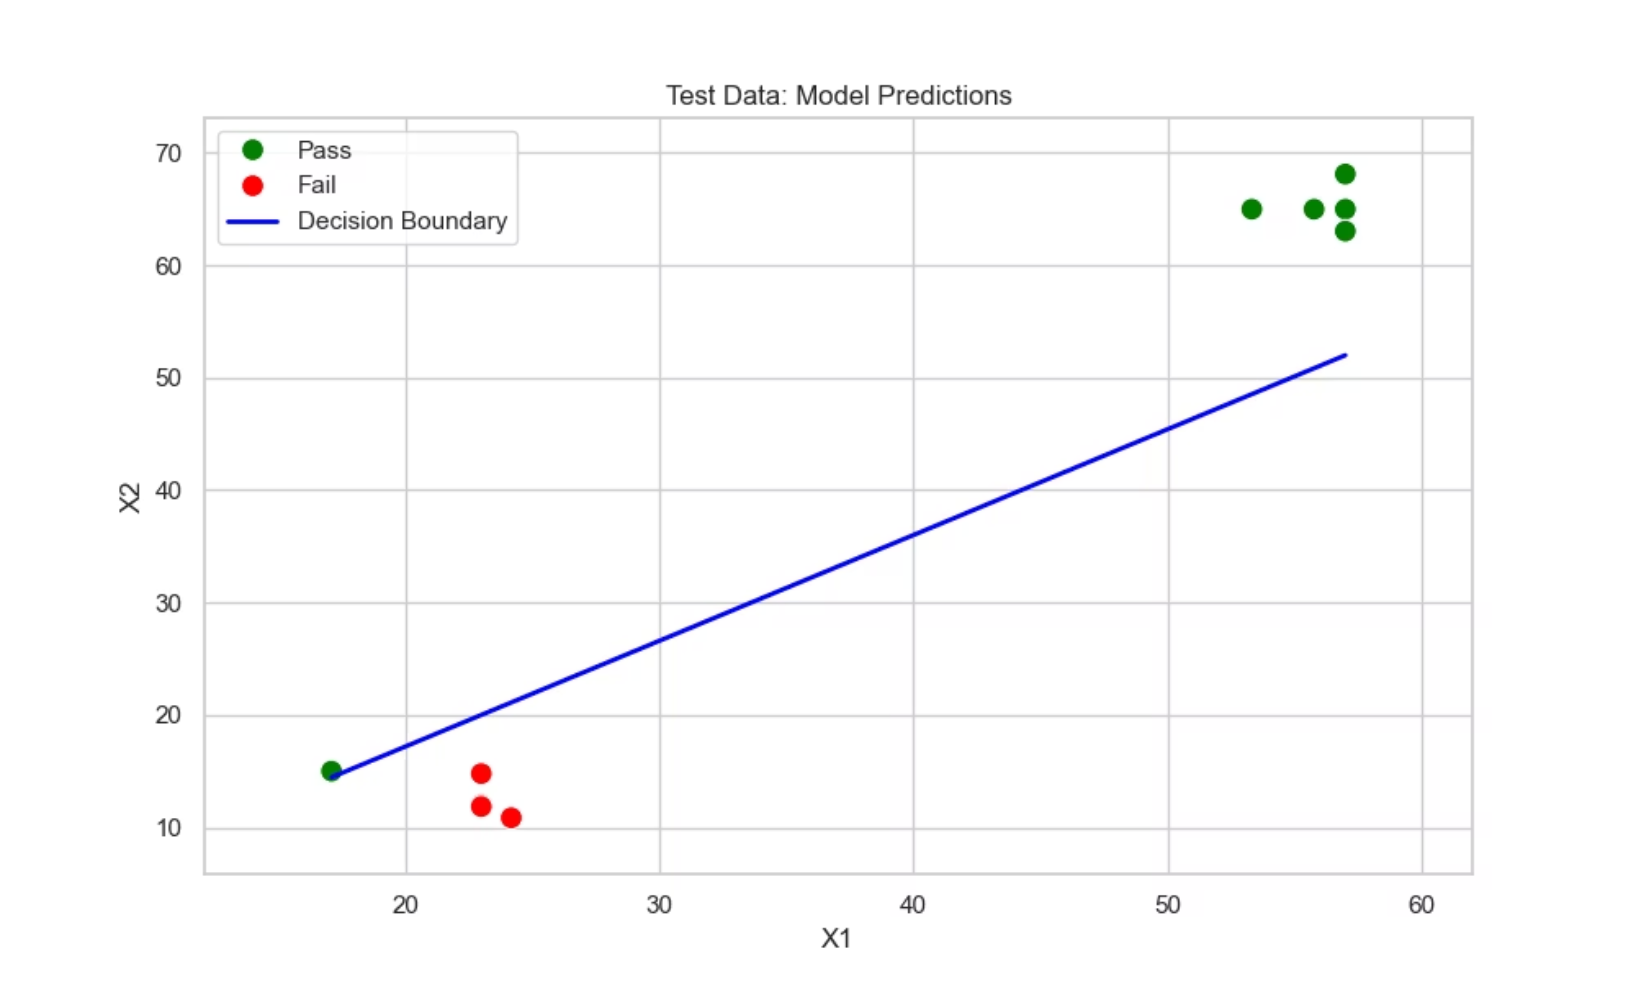 Test Data: Model Predictions
Pass
Fail
Decision Boundary
70
60
50
40
30
20
10
X2
20 30 40 50 60
X1